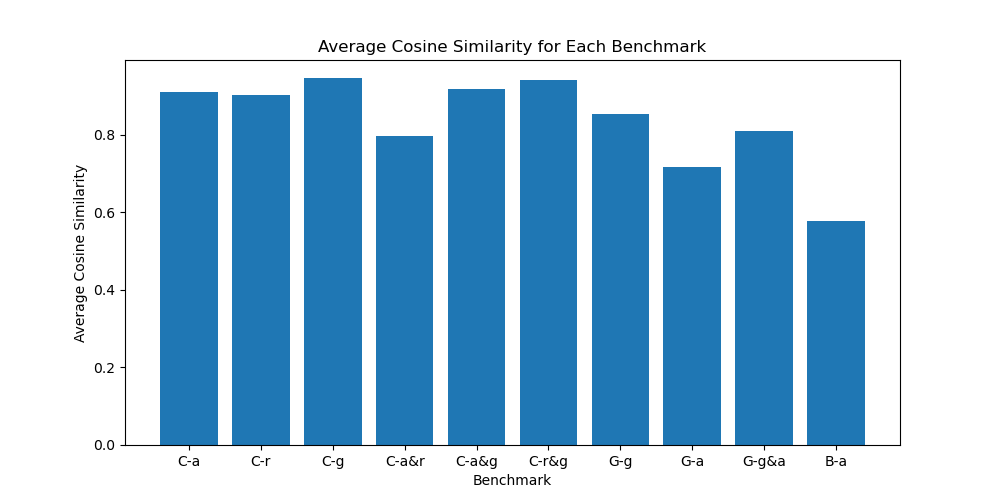 Average Cosine Similarity for Each Benchmark
Average Cosine Similarity
0.8
0.6
0.4
0.2
0.0
C-a C-r C-g C-a&r C-a&g C-r&g G-g G-a G-g&a B-a
Benchmark